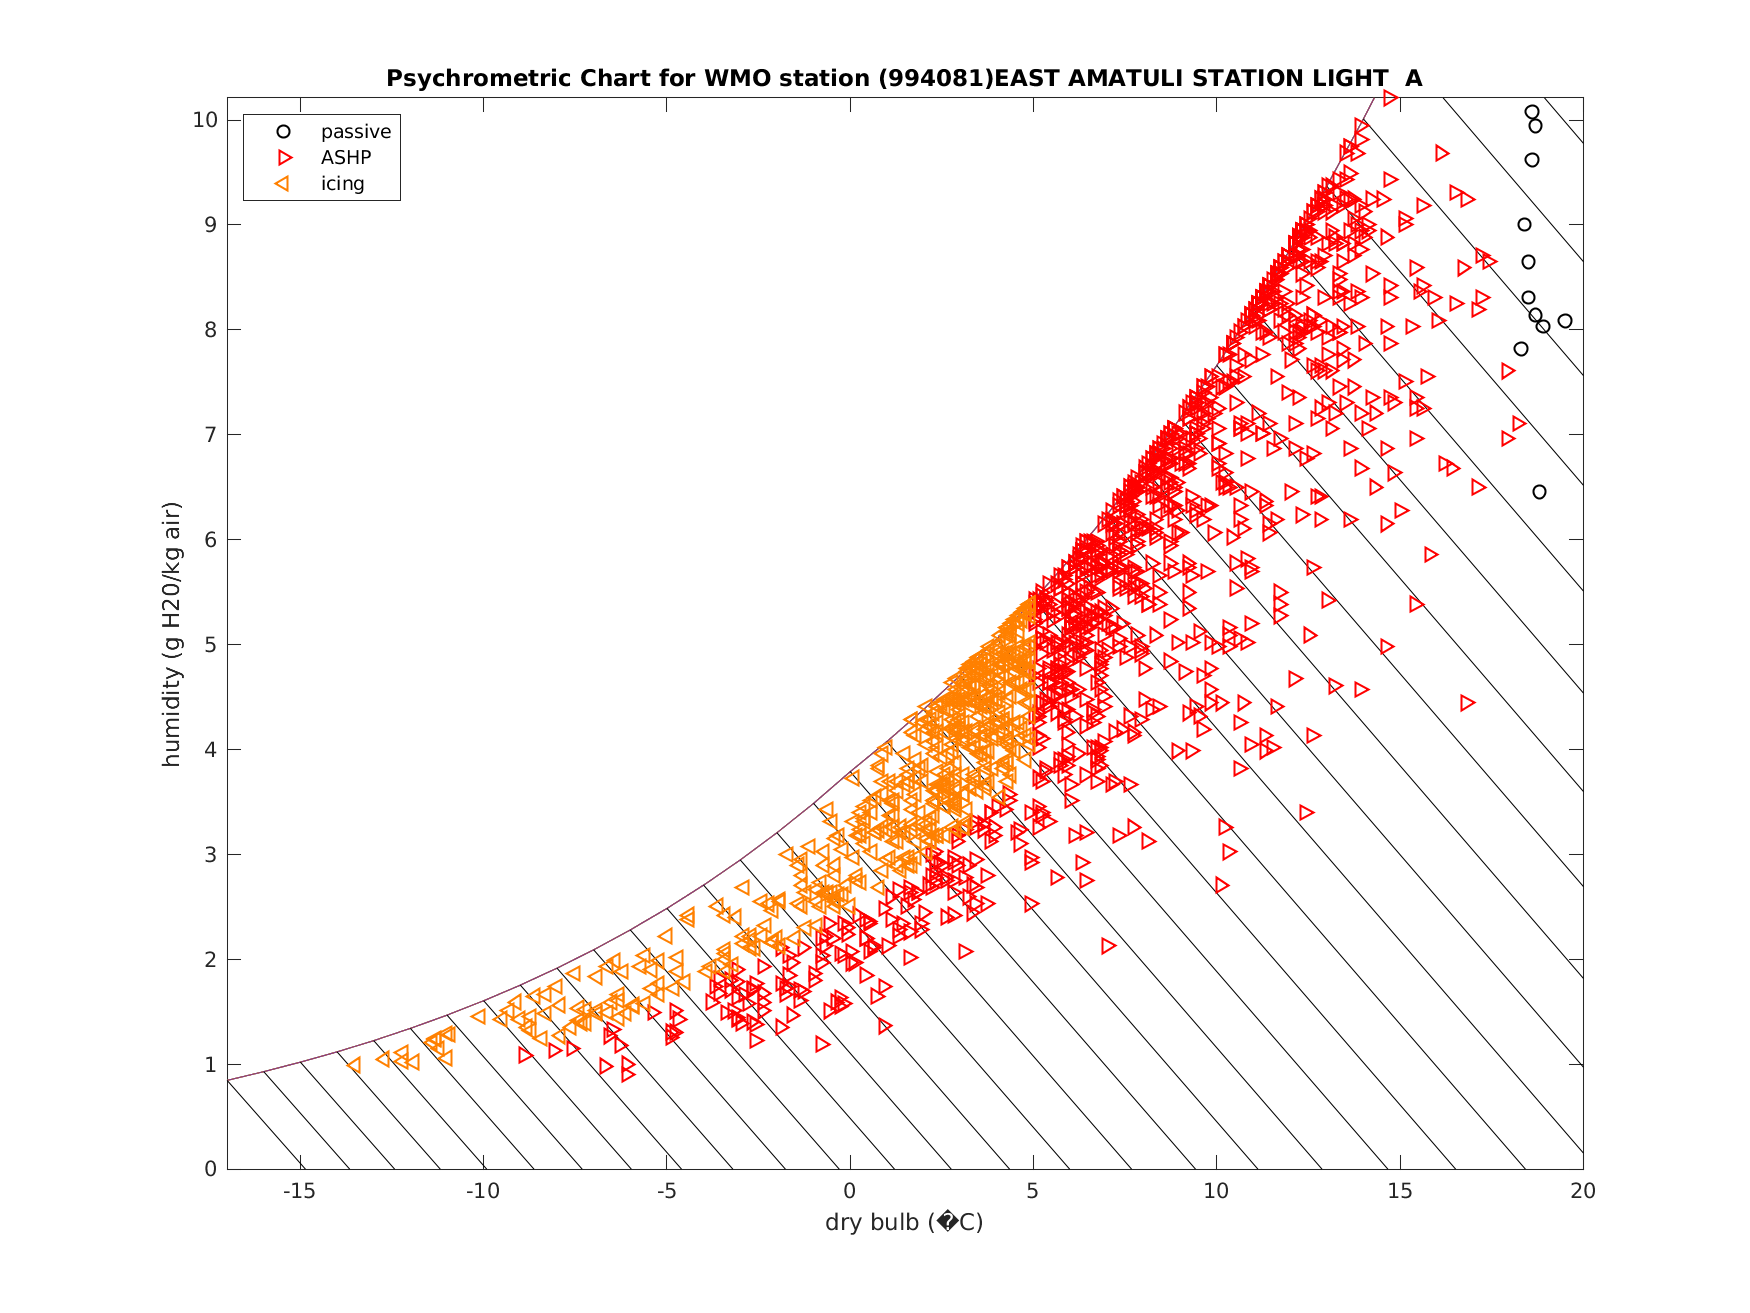 Psychrometric Chart for WMO station (994081)EAST AMATULI STATION LIGHT  A
passive
ASHP
icing
10
9
8
7
6
5
4
3
2
1
0
humidity (g H20/kg air)
-15 -10 -5 0 5 10 15 20
dry bulb (�C)